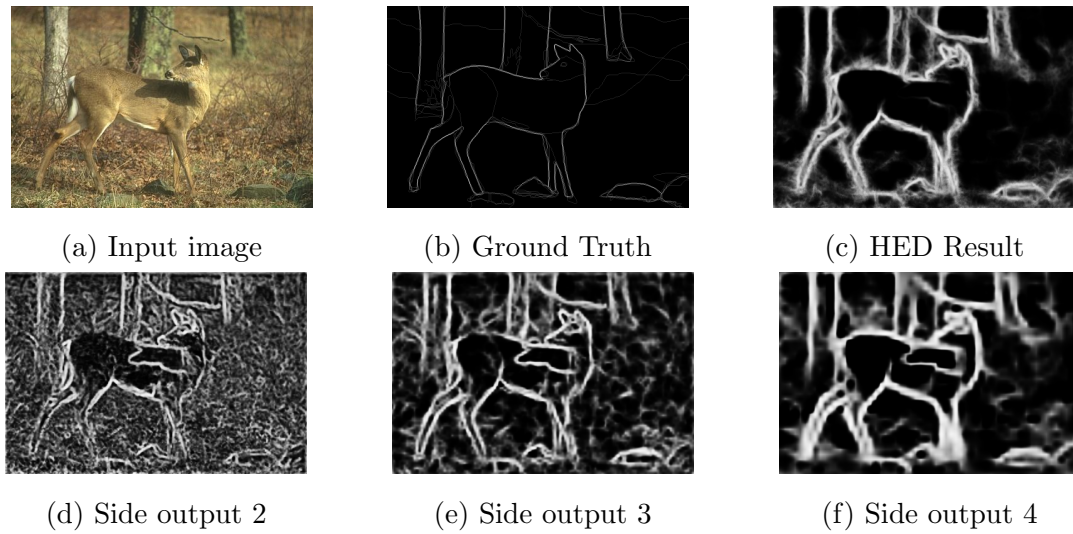 (a) Input image
(b) Ground Truth
(c) HED Result
(d) Side output 2
(e) Side output 3
(f) Side output 4